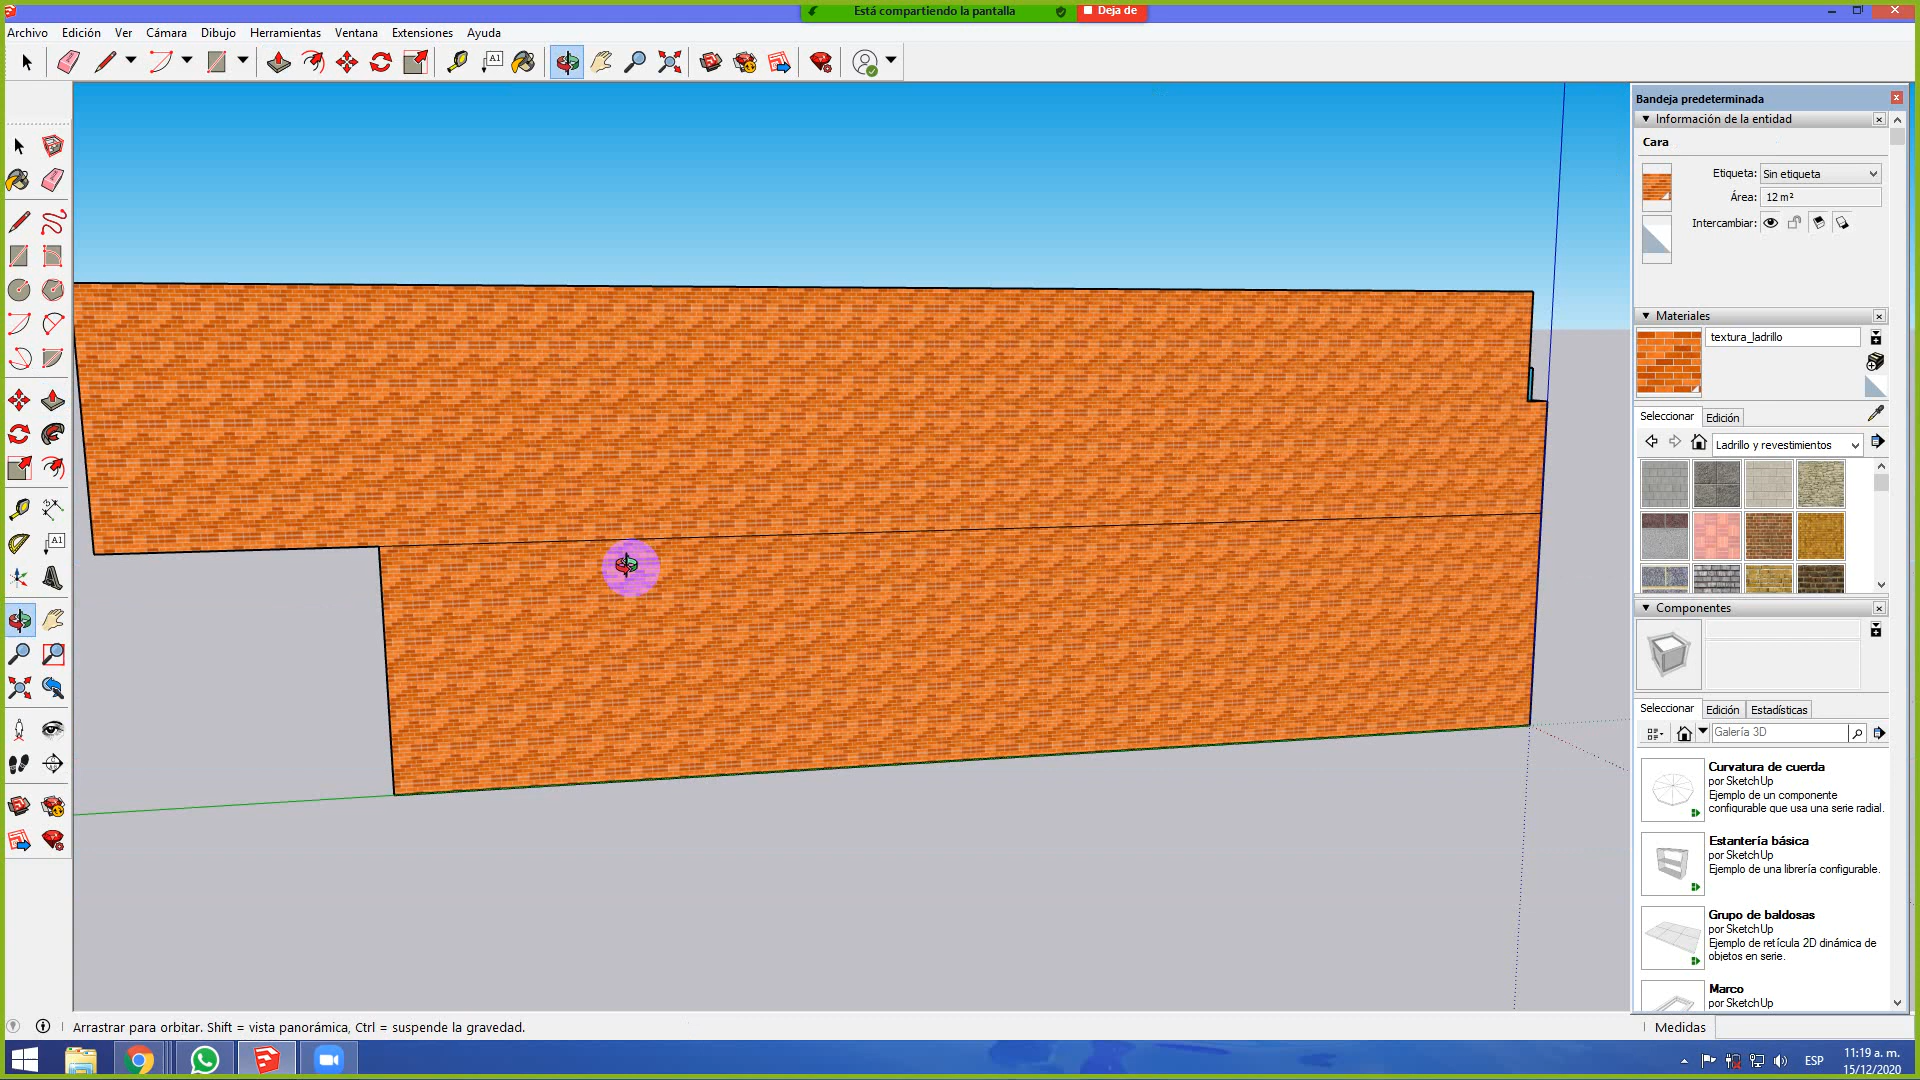 Está compartiendo la pantalla
Deja de
Archivo Edición Ver Cámara Dibujo Herramientas Ventana Extensiones Ayuda
A1
Bandeja predeterminada
Información de la entidad
Cara
Etiqueta: Sin etiqueta
Área: 12 m²
Intercambiar:
Materiales
textura_ladrillo
Seleccionar Edición
Ladrillo y revestimientos
A1
Componentes
Seleccionar Edición Estadísticas
Galería 3D
Curvatura de cuerda
por SketchUp
Ejemplo de un componente
configurable que usa una serie radial.
Estantería básica
por SketchUp
Ejemplo de una librería configurable.
Grupo de baldosas
por SketchUp
Ejemplo de retícula 2D dinámica de
objetos en serie.
Marco
por SketchUp
Arrastrar para orbitar. Shift = vista panorámica, Ctrl = suspende la gravedad.
Medidas
ESP
11:19 a. m.
15/12/2020